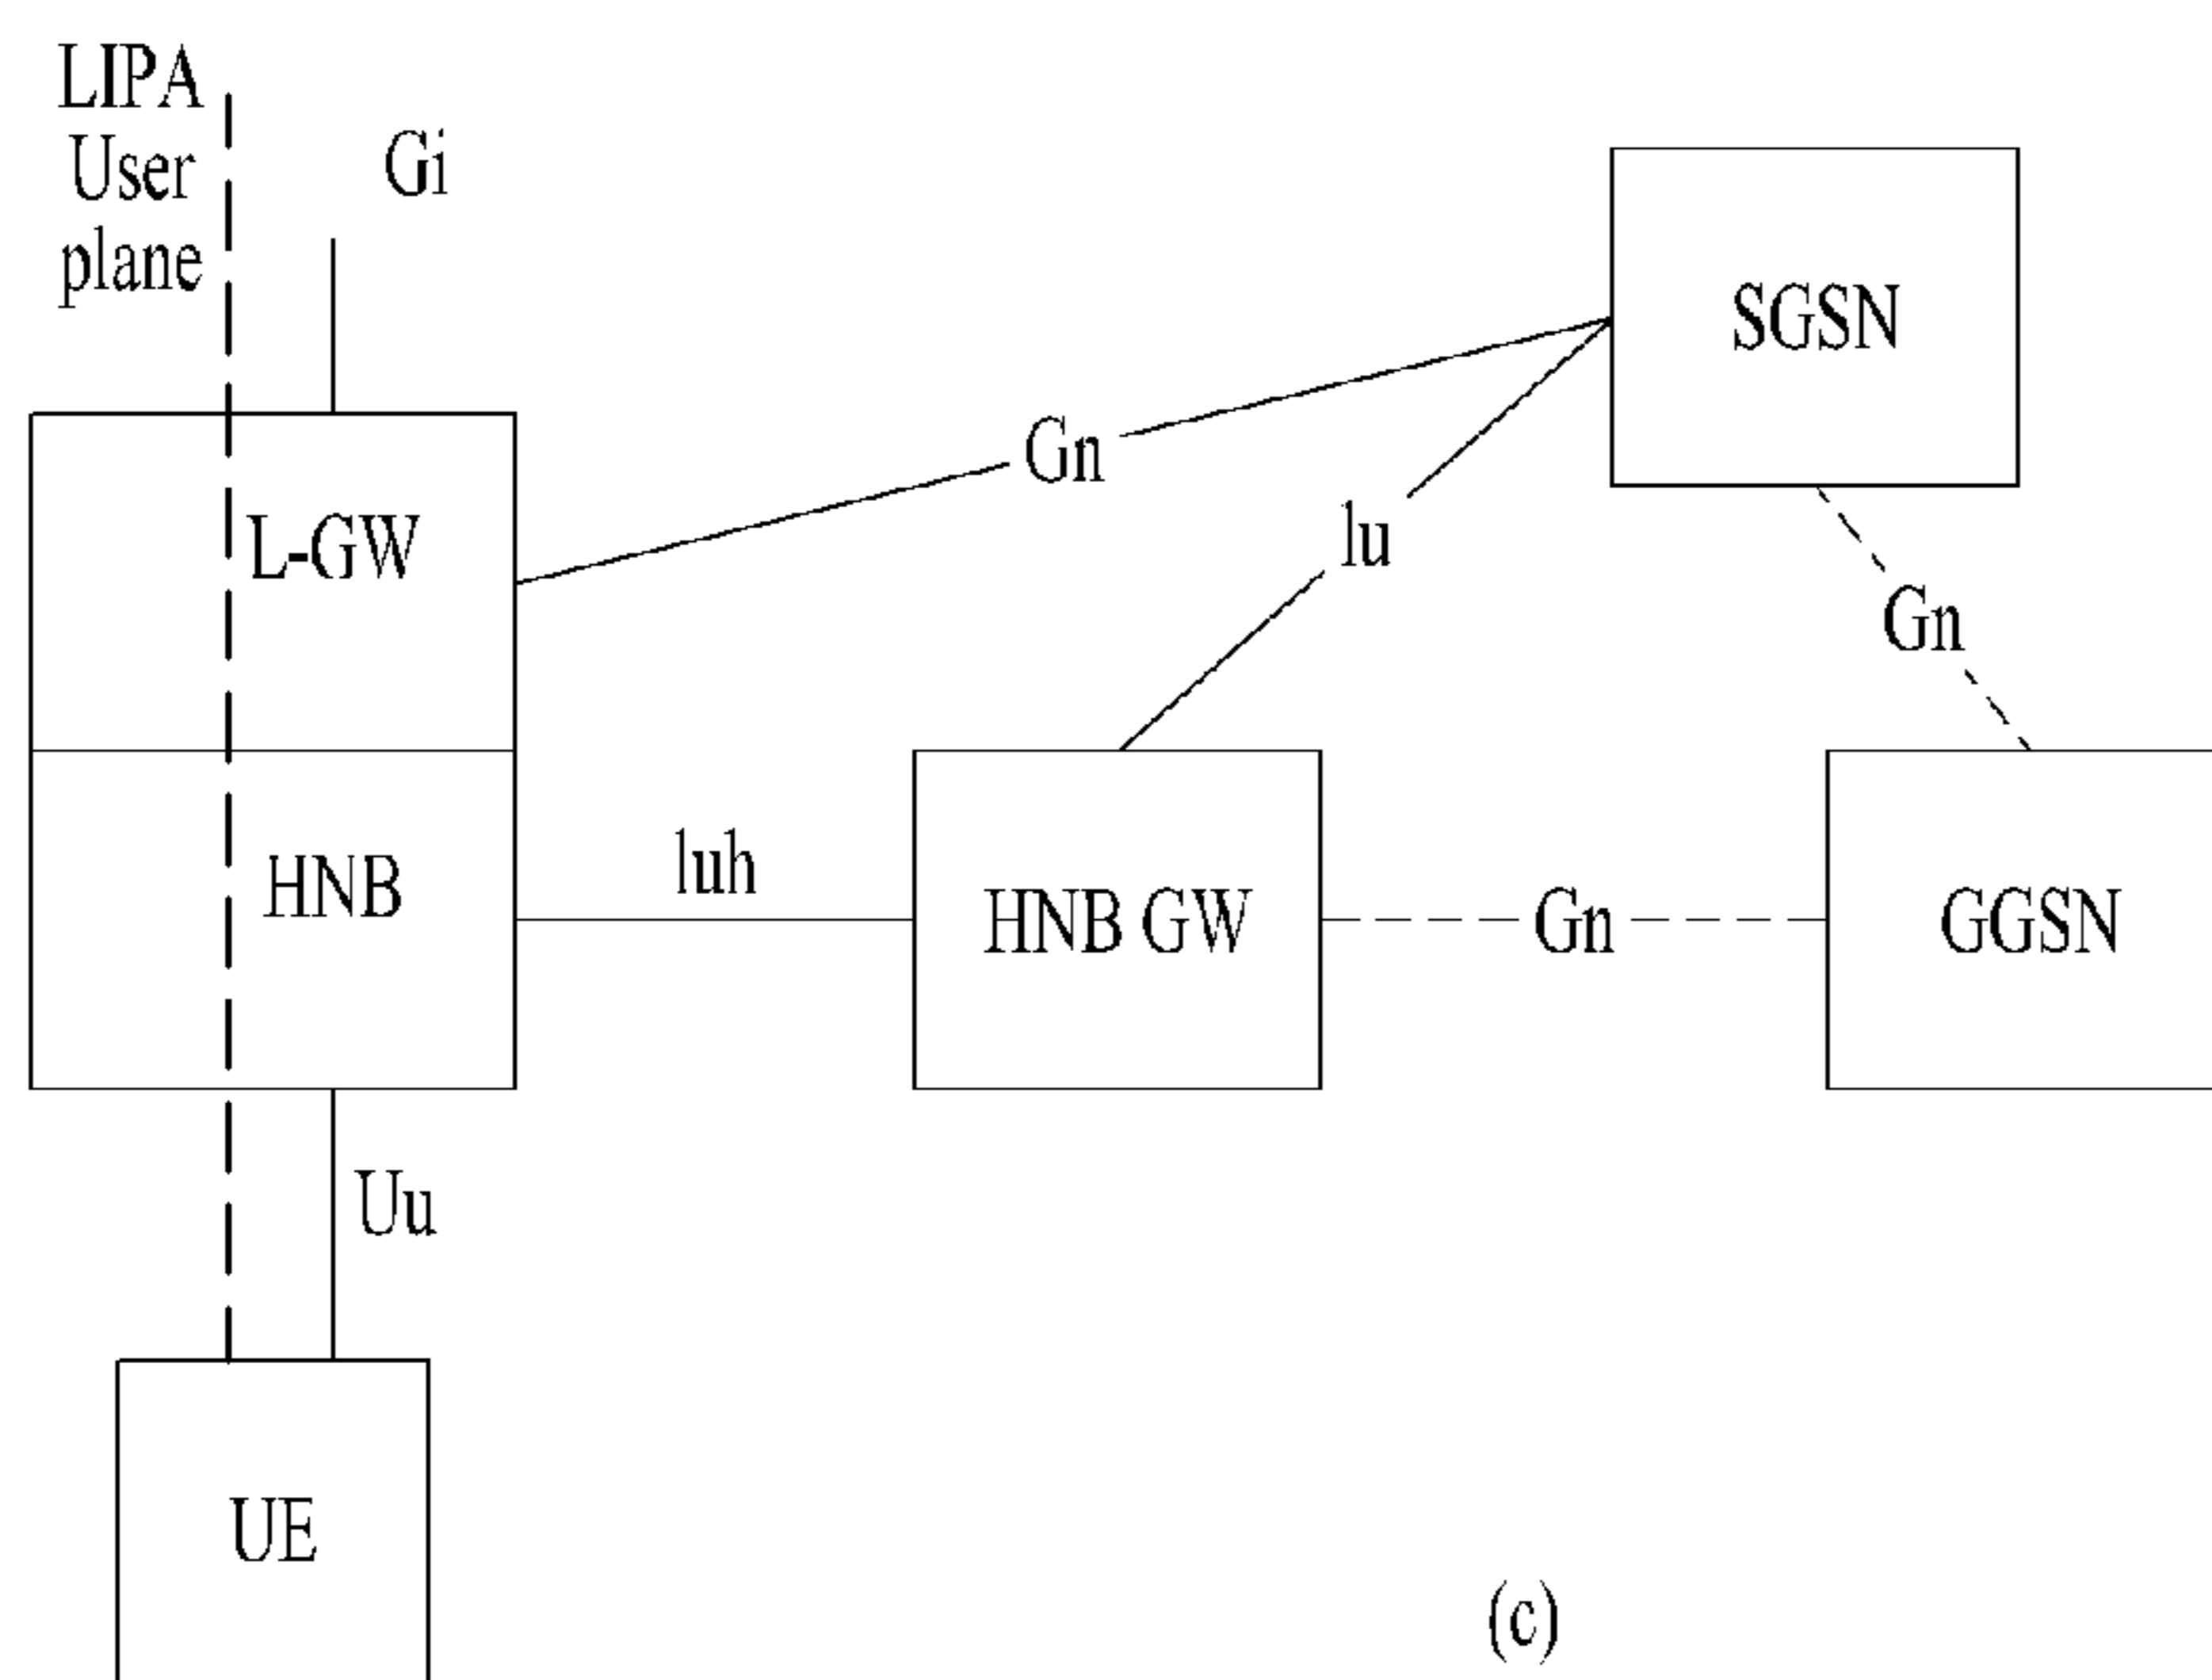 LIPA
User
plane
Gi
SGSN
Gn
L-GW
lu
Gn
HNB
luh
HNB GW
Gn
GGSN
Uu
UE
(c)